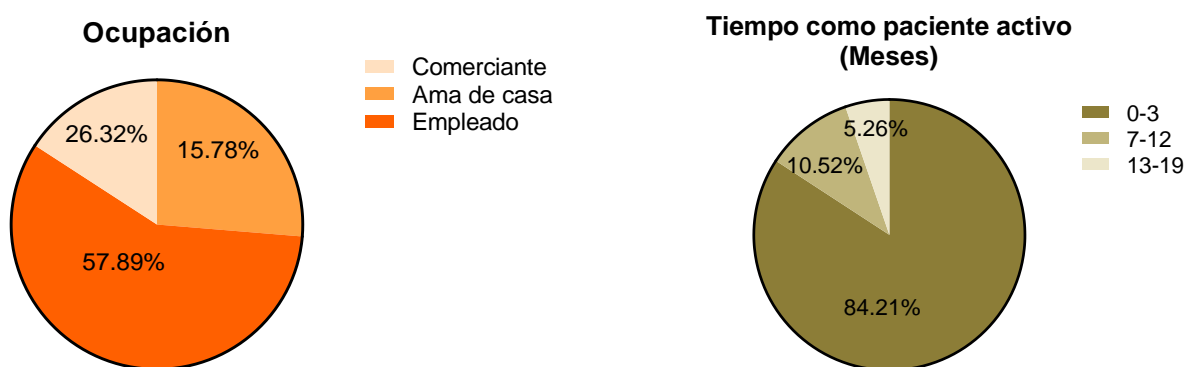 Ocupación
Comerciante
Ama de casa
Empleado
26.32%
15.78%
57.89%
Tiempo como paciente activo
(Meses)
0-3
7-12
13-19
5.26%
10.52%
84.21%